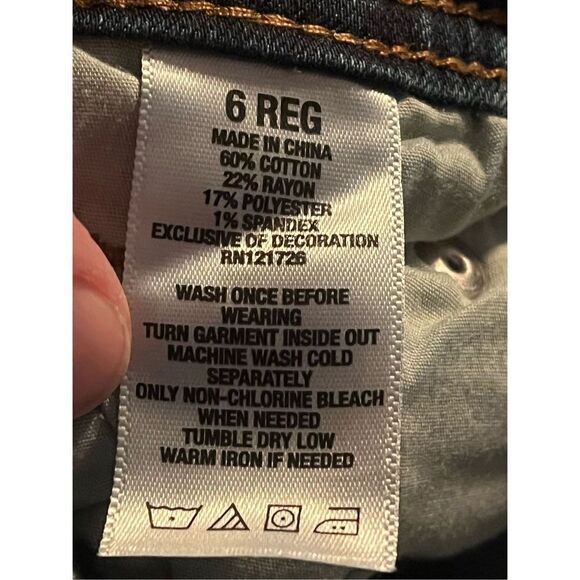 6 REG
MADE IN CHINA
60% COTTON
22% RAYON
17% POLYESTER
1% SPANDEX
EXCLUSIVE OF DECORATION
RN121726
WASH ONCE BEFORE
WEARING
TURN GARMENT INSIDE OUT
MACHINE WASH COLD
SEPARATELY
ONLY NON-CHLORINE BLEACH
WHEN NEEDED
TUMBLE DRY LOW
WARM IRON IF NEEDED